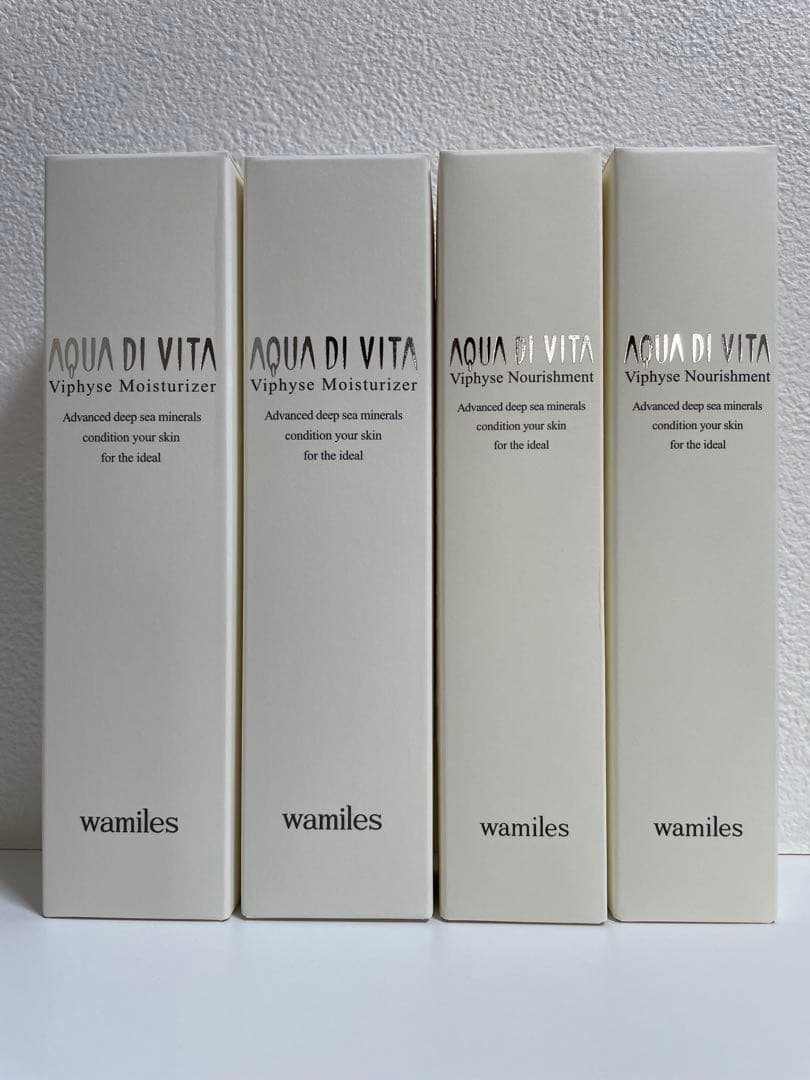 AQUA DI VITA
Viphyse Moisturizer
Advanced deep sea minerals
condition your skin
for the ideal
wamiles
AQUA DI VITA
Viphyse Moisturizer
Advanced deep sea minerals
condition your skin
for the ideal
wamiles
AQUA DI VITA
Viphyse Nourishment
Advanced deep sea minerals
condition your skin
for the ideal
wamiles
AQUA DI VITA
Viphyse Nourishment
Advanced deep sea minerals
condition your skin
for the ideal
wamiles